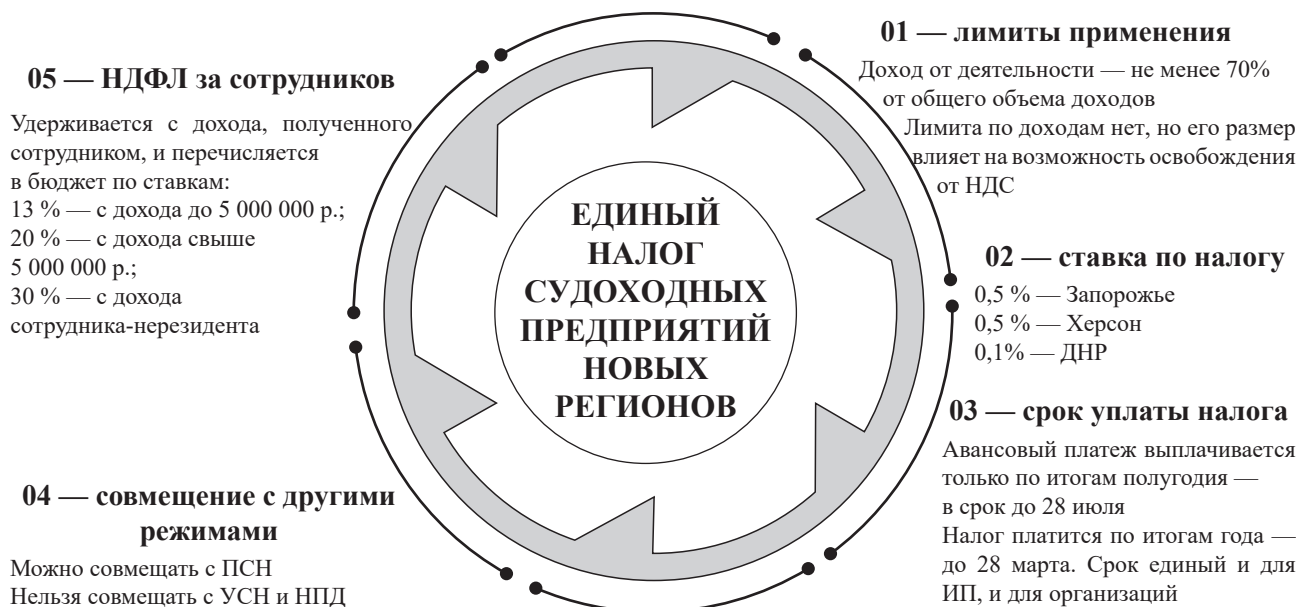 ЕДИНЫЙ
НАЛОГ
СУДОХОДНЫХ
ПРЕДПРИЯТИЙ
НОВЫХ
РЕГИОНОВ
01 — лимиты применения
Доход от деятельности — не менее 70%
от общего объема доходов
Лимита по доходам нет, но его размер
влияет на возможность освобождения
от НДС
02 — ставка по налогу
0,5 % — Запорожье
0,5 % — Херсон
0,1% — ДНР
03 — срок уплаты налога
Авансовый платеж выплачивается
только по итогам полугодия —
в срок до 28 июля
Налог платится по итогам года —
до 28 марта. Срок единый и для
ИП, и для организаций
04 — совмещение с другими
режимами
Можно совмещать с ПСН
Нельзя совмещать с УСН и НПД
05 — НДФЛ за сотрудников
Удерживается с дохода, полученного
сотрудником, и перечисляется
в бюджет по ставкам:
13 % — с дохода до 5 000 000 р.;
20 % — с дохода свыше
5 000 000 р.;
30 % — с дохода
сотрудника-нерезидента